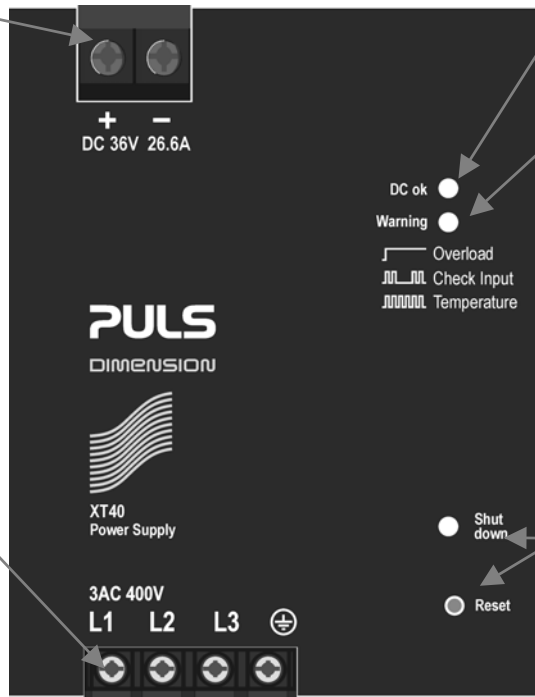 + −
DC 36V 26.6A
DC ok
Warning
Overload
Check Input
Temperature
PULS
DIMENSION
XT40
Power Supply
Shut
down
Reset
3AC 400V
L1 L2 L3